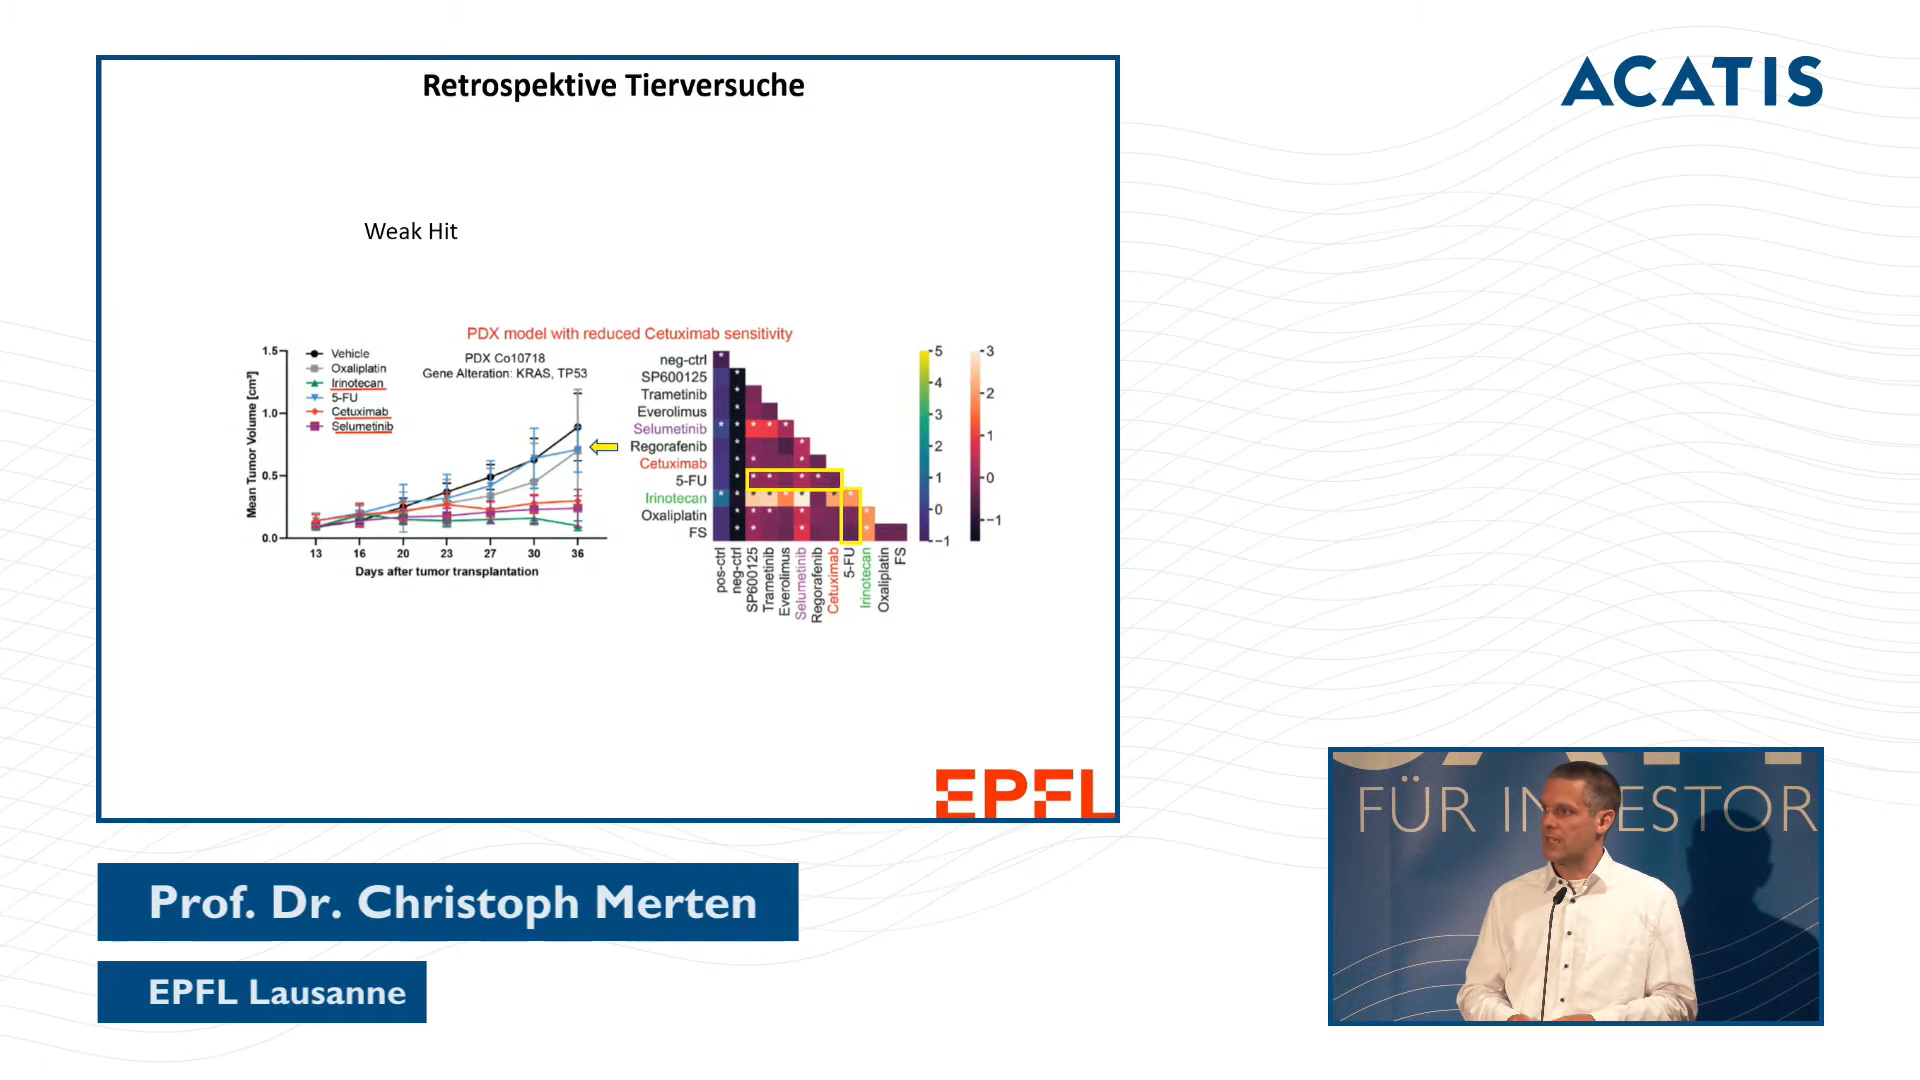 ACATIS
Retrospektive Tierversuche
Weak Hit
PDX model with reduced Cetuximab sensitivity
PDX Co10718
Gene Alteration: KRAS, TP53
Mean Tumor Volume [cm³]
1.5
1.0
0.5
0.0
Vehicle
Oxaliplatin
Irinotecan
5-FU
Cetuximab
Selumetinib
13 16 20 23 27 30 36
Days after tumor transplantation
neg-ctrl
SP600125
Trametinib
Everolimus
Selumetinib
Regorafenib
Cetuximab
5-FU
Irinotecan
Oxaliplatin
FS
pos-ctrl
neg-ctrl
SP600125
Trametinib
Everolimus
Selumetinib
Regorafenib
Cetuximab
5-FU
Irinotecan
Oxaliplatin
FS
5
4
3
2
1
0
-1
3
2
1
0
-1
EPFL
FÜR IN ESTOR
Prof. Dr. Christoph Merten
EPFL Lausanne